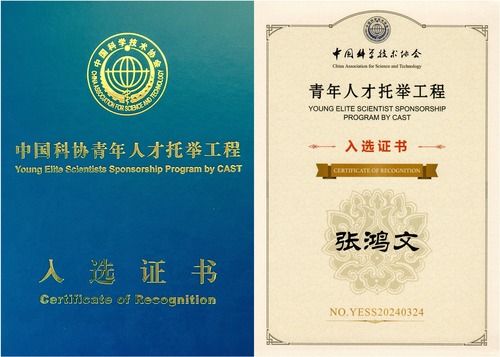 中国科学技术协会
CHINA ASSOCIATION FOR SCIENCE AND TECHNOLOGY
中国科协青年人才托举工程
Young Elite Scientists Sponsorship Program by CAST
入选证书
Certificate of Recognition
中国科学技术协会
China Association for Science and Technology
青年人才托举工程
YOUNG ELITE SCIENTIST SPONSORSHIP
PROGRAM BY CAST
入选证书
CERTIFICATE OF RECOGNITION
张鸿文
NO.YESS20240324